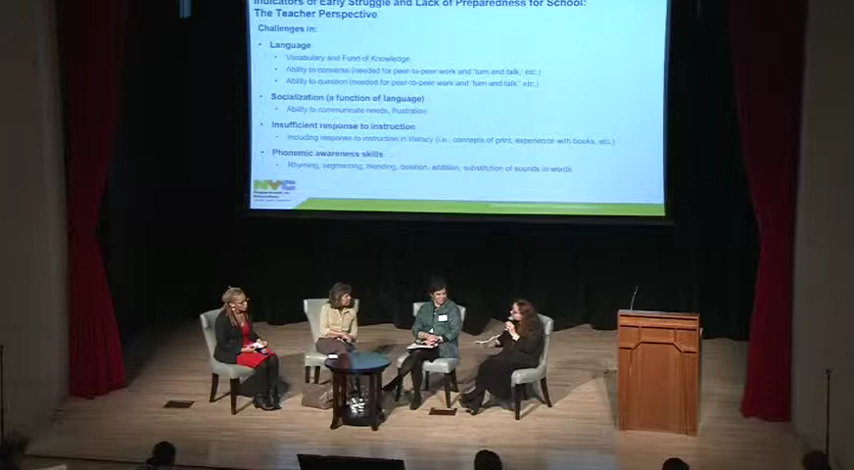 Indicators of Early Struggle and Lack of Preparedness for School:
The Teacher Perspective
Challenges in:
• Language
• Vocabulary and Fund of Knowledge
• Ability to converse (needed for peer-to-peer work and 'turn and talk,' etc.)
• Ability to question (needed for peer-to-peer work and 'turn and talk,' etc.)
• Socialization (a function of language)
• Ability to communicate needs, frustration
• Insufficient response to instruction
• Including response to instruction in literacy (i.e.: concepts of print, experience with books, etc.)
• Phonemic awareness skills
• Rhyming, segmenting, blending, deletion, addition, substitution of sounds in words
NYC